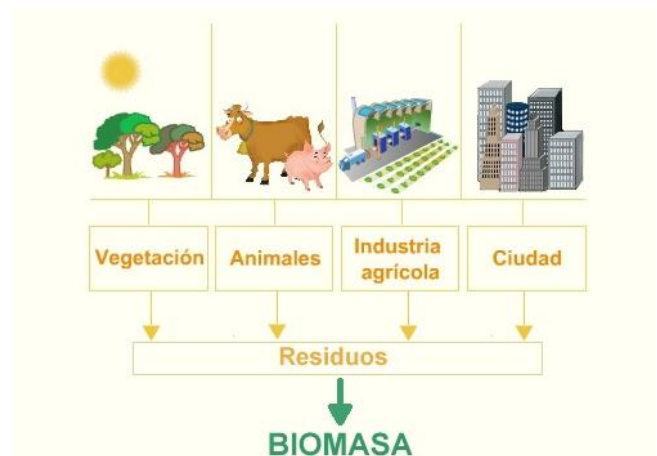 Vegetación
Animales
Industria
agrícola
Ciudad
Residuos
BIOMASA